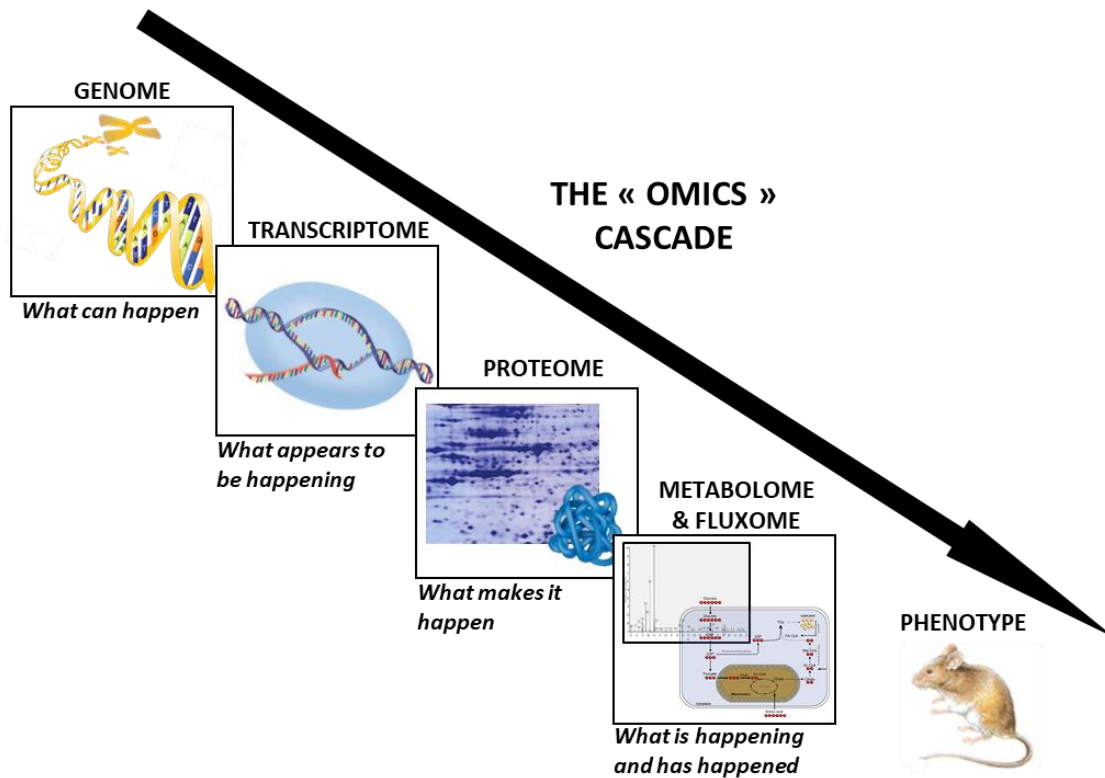 GENOME
What can happen
THE « OMICS »
CASCADE
TRANSCRIPTOME
What appears to
be happening
PROTEOME
What makes it
happen
METABOLOME
& FLUXOME
What is happening
and has happened
PHENOTYPE